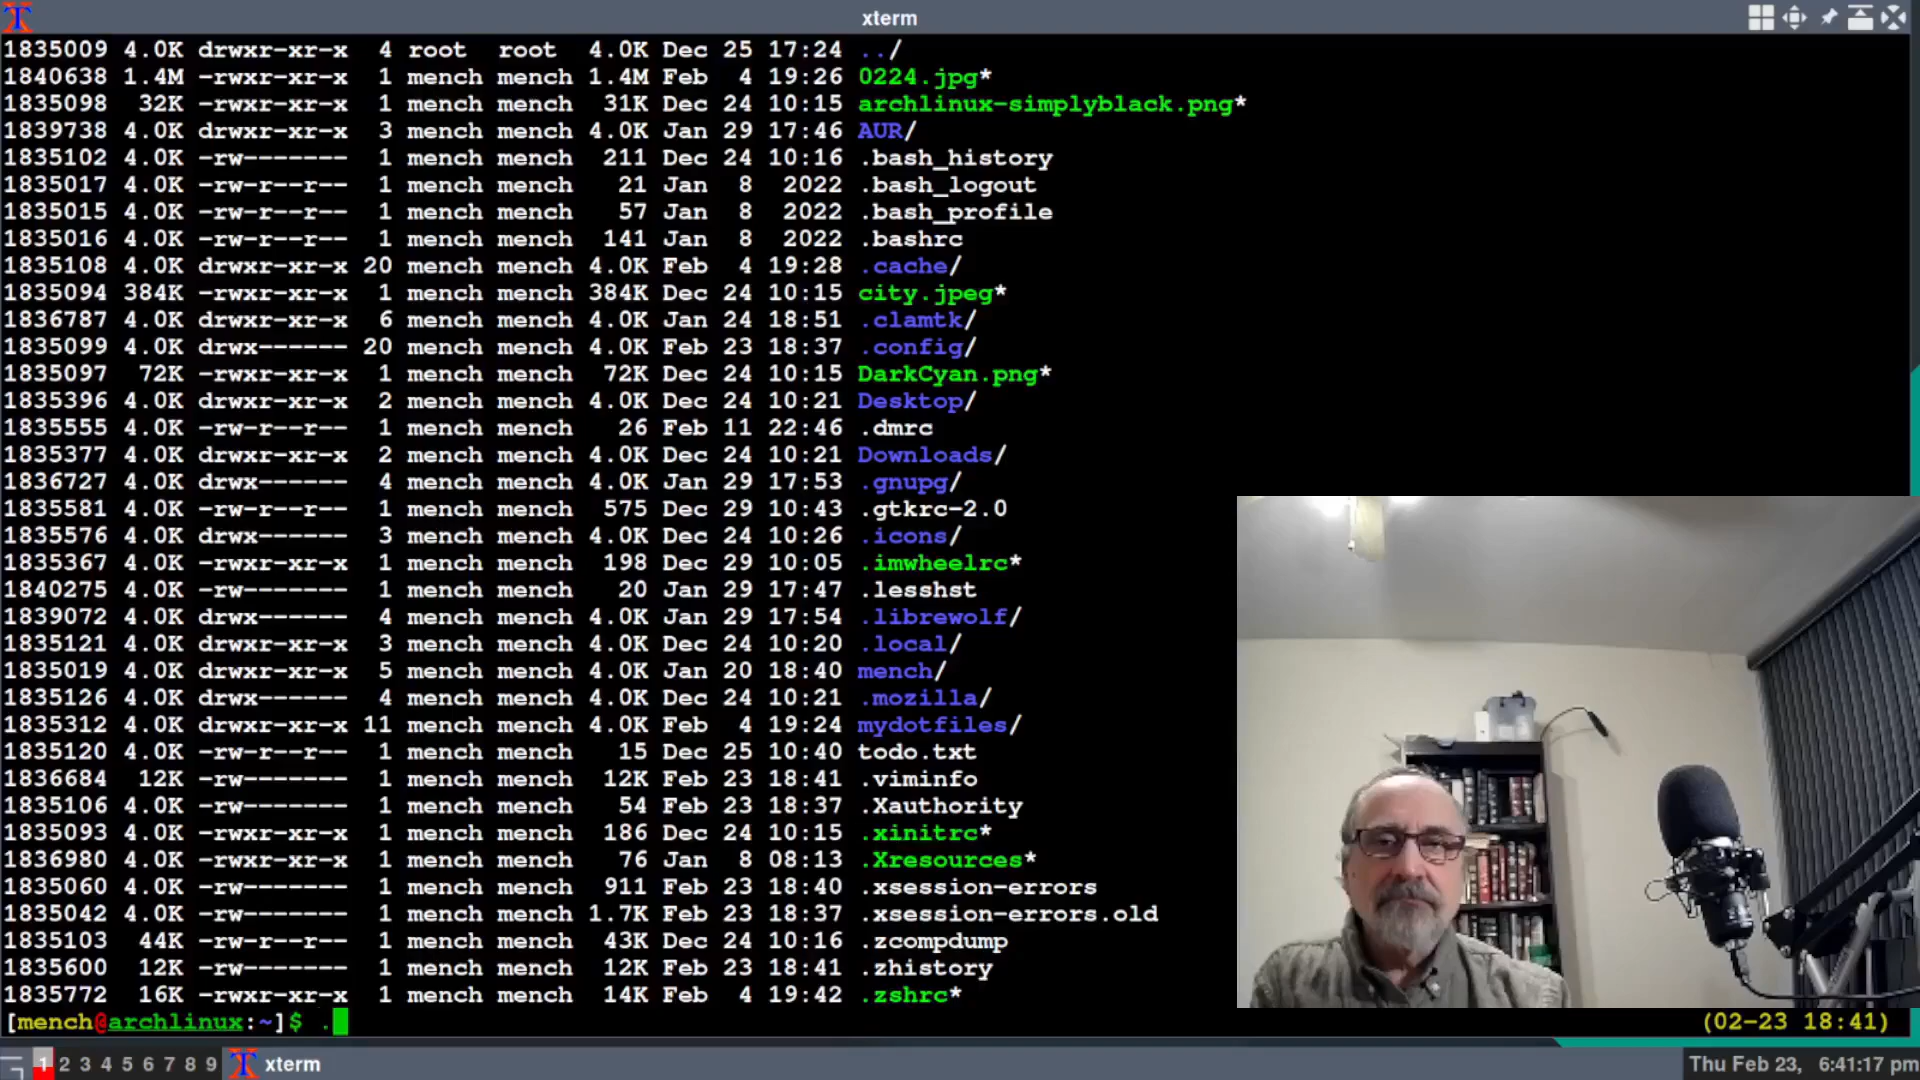 xterm
1835009 4.0K drwxr-xr-x 4 root root 4.0K Dec 25 17:24 ../
1840638 1.4M -rwxr-xr-x 1 mench mench 1.4M Feb 4 19:26 0224.jpg*
1835098 32K -rwxr-xr-x 1 mench mench 31K Dec 24 10:15 archlinux-simplyblack.png*
1839738 4.0K drwxr-xr-x 3 mench mench 4.0K Jan 29 17:46 AUR/
1835102 4.0K -rw------- 1 mench mench 211 Dec 24 10:16 .bash_history
1835017 4.0K -rw-r--r-- 1 mench mench 21 Jan 8 2022 .bash_logout
1835015 4.0K -rw-r--r-- 1 mench mench 57 Jan 8 2022 .bash_profile
1835016 4.0K -rw-r--r-- 1 mench mench 141 Jan 8 2022 .bashrc
1835108 4.0K drwxr-xr-x 20 mench mench 4.0K Feb 4 19:28 .cache/
1835094 384K -rwxr-xr-x 1 mench mench 384K Dec 24 10:15 city.jpeg*
1836787 4.0K drwxr-xr-x 6 mench mench 4.0K Jan 24 18:51 .clamtk/
1835099 4.0K drwx------ 20 mench mench 4.0K Feb 23 18:37 .config/
1835097 72K -rwxr-xr-x 1 mench mench 72K Dec 24 10:15 DarkCyan.png*
1835396 4.0K drwxr-xr-x 2 mench mench 4.0K Dec 24 10:21 Desktop/
1835555 4.0K -rw-r--r-- 1 mench mench 26 Feb 11 22:46 .dmrc
1835377 4.0K drwxr-xr-x 2 mench mench 4.0K Dec 24 10:21 Downloads/
1836727 4.0K drwx------ 4 mench mench 4.0K Jan 29 17:53 .gnupg/
1835581 4.0K -rw-r--r-- 1 mench mench 575 Dec 29 10:43 .gtkrc-2.0
1835576 4.0K drwx------ 3 mench mench 4.0K Dec 24 10:26 .icons/
1835367 4.0K -rwxr-xr-x 1 mench mench 198 Dec 29 10:05 .imwheelrc*
1840275 4.0K -rw------- 1 mench mench 20 Jan 29 17:47 .lesshst
1839072 4.0K drwx------ 4 mench mench 4.0K Jan 29 17:54 .librewolf/
1835121 4.0K drwxr-xr-x 3 mench mench 4.0K Dec 24 10:20 .local/
1835019 4.0K drwxr-xr-x 5 mench mench 4.0K Jan 20 18:40 mench/
1835126 4.0K drwx------ 4 mench mench 4.0K Dec 24 10:21 .mozilla/
1835312 4.0K drwxr-xr-x 11 mench mench 4.0K Feb 4 19:24 mydotfiles/
1835120 4.0K -rw-r--r-- 1 mench mench 15 Dec 25 10:40 todo.txt
1836684 12K -rw------- 1 mench mench 12K Feb 23 18:41 .viminfo
1835106 4.0K -rw------- 1 mench mench 54 Feb 23 18:37 .Xauthority
1835093 4.0K -rwxr-xr-x 1 mench mench 186 Dec 24 10:15 .xinitrc*
1836980 4.0K -rwxr-xr-x 1 mench mench 76 Jan 8 08:13 .Xresources*
1835060 4.0K -rw------- 1 mench mench 911 Feb 23 18:40 .xsession-errors
1835042 4.0K -rw------- 1 mench mench 1.7K Feb 23 18:37 .xsession-errors.old
1835103 44K -rw-r--r-- 1 mench mench 43K Dec 24 10:16 .zcompdump
1835600 12K -rw------- 1 mench mench 12K Feb 23 18:41 .zhistory
1835772 16K -rwxr-xr-x 1 mench mench 14K Feb 4 19:42 .zshrc*
[mench@archlinux:~]$ . (02-23 18:41)
1 2 3 4 5 6 7 8 9 xterm Thu Feb 23, 6:41:17 pm